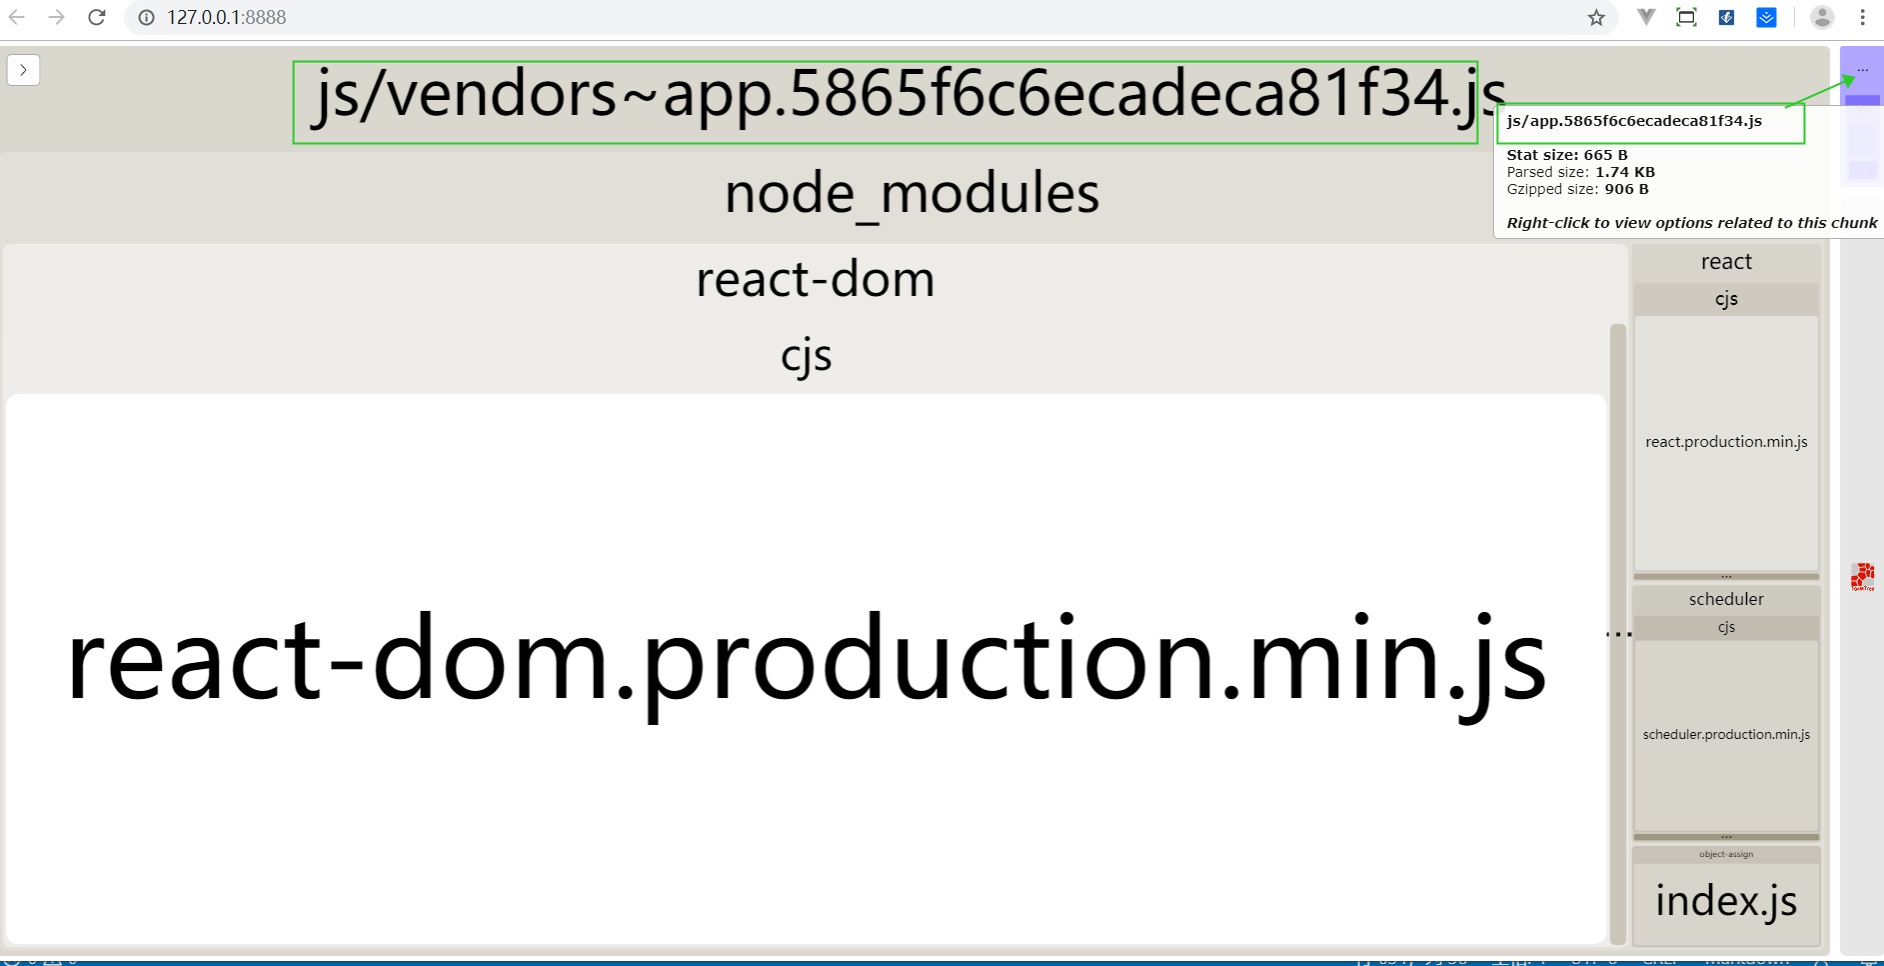 127.0.0.1:8888
js/vendors~app.5865f6c6ecadeca81f34.js
...
js/app.5865f6c6ecadeca81f34.js
Stat size: 665 B
Parsed size: 1.74 KB
Gzipped size: 906 B
Right-click to view options related to this chunk
node_modules
react-dom
cjs
react-dom.production.min.js
...
react
cjs
react.production.min.js
...
scheduler
cjs
scheduler.production.min.js
...
object-assign
index.js